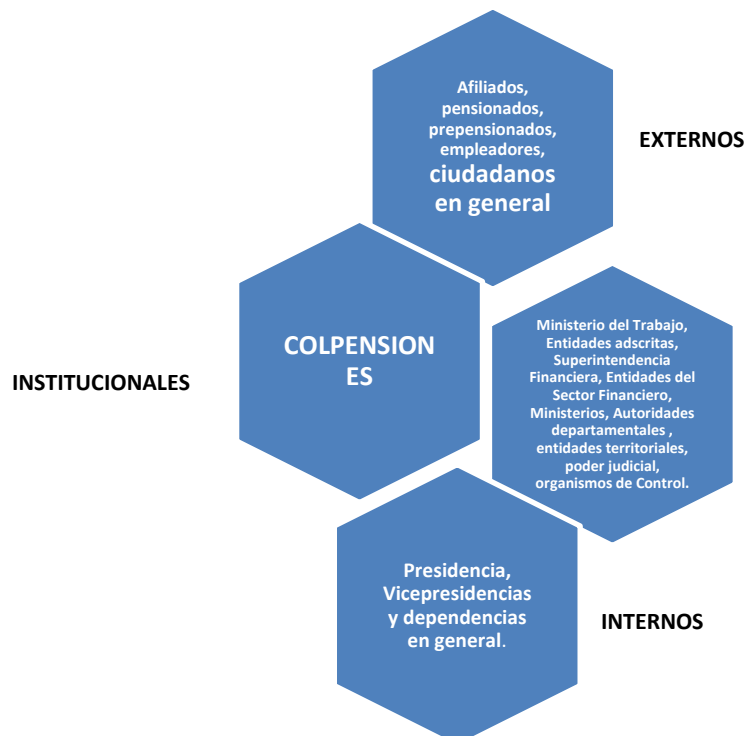 Afiliados,
pensionados,
prepensionados,
empleadores,
ciudadanos
en general
EXTERNOS
COLPENSION
ES
INSTITUCIONALES
Ministerio del Trabajo,
Entidades adscritas,
Superintendencia
Financiera, Entidades del
Sector Financiero,
Ministerios, Autoridades
departamentales ,
entidades territoriales,
poder judicial,
organismos de Control.
Presidencia,
Vicepresidencias
y dependencias
en general.
INTERNOS